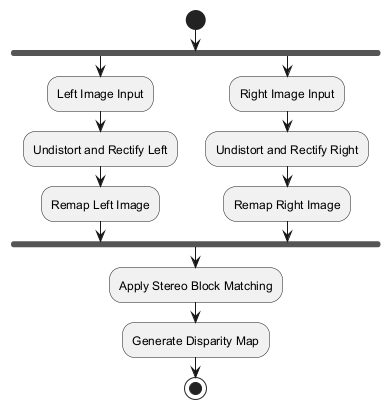 Left Image Input
Right Image Input
Undistort and Rectify Left
Undistort and Rectify Right
Remap Left Image
Remap Right Image
Apply Stereo Block Matching
Generate Disparity Map